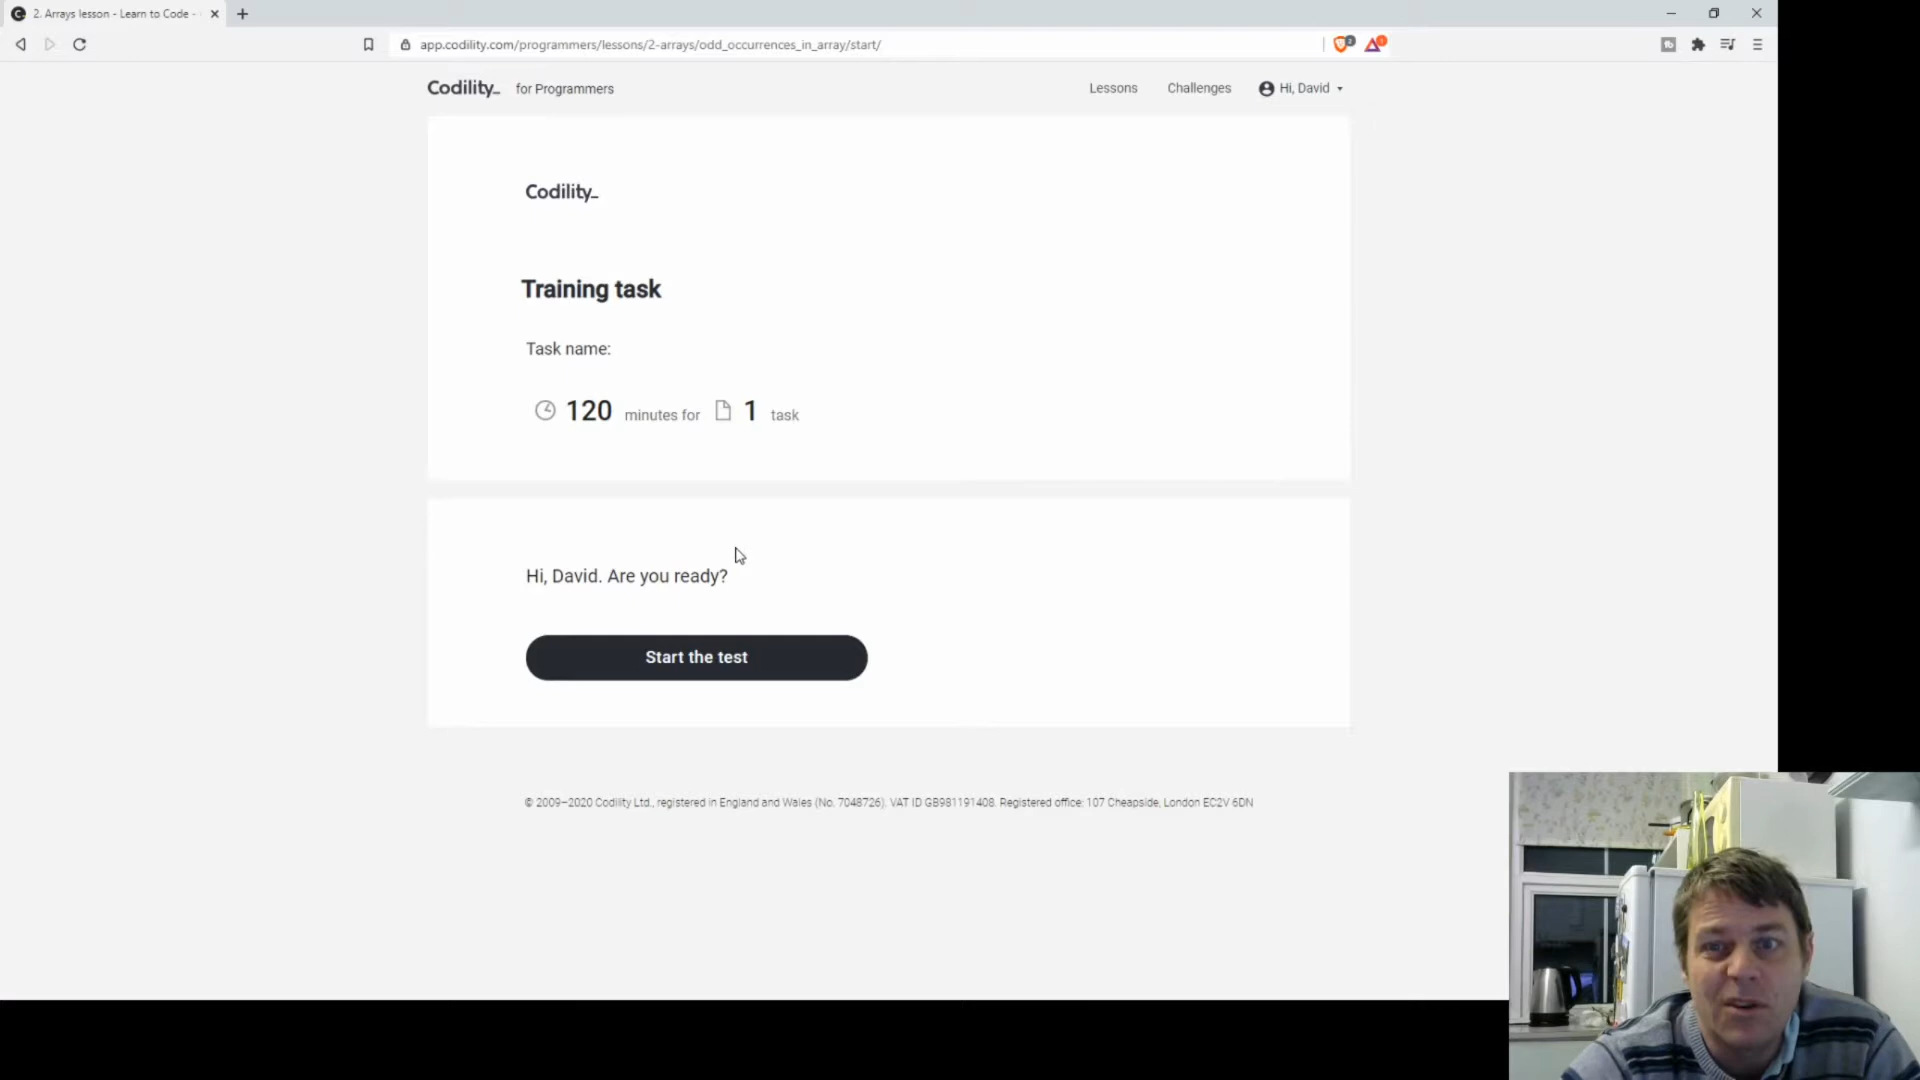 2. Arrays lesson - Learn to Code -
app.codility.com/programmers/lessons/2-arrays/odd_occurrences_in_array/start/
Codility_ for Programmers
Lessons
Challenges
Hi, David
Codility_
Training task
Task name:
120 minutes for 1 task
Hi, David. Are you ready?
Start the test
© 2009–2020 Codility Ltd., registered in England and Wales (No. 7048726). VAT ID GB981191408. Registered office: 107 Cheapside, London EC2V 6DN